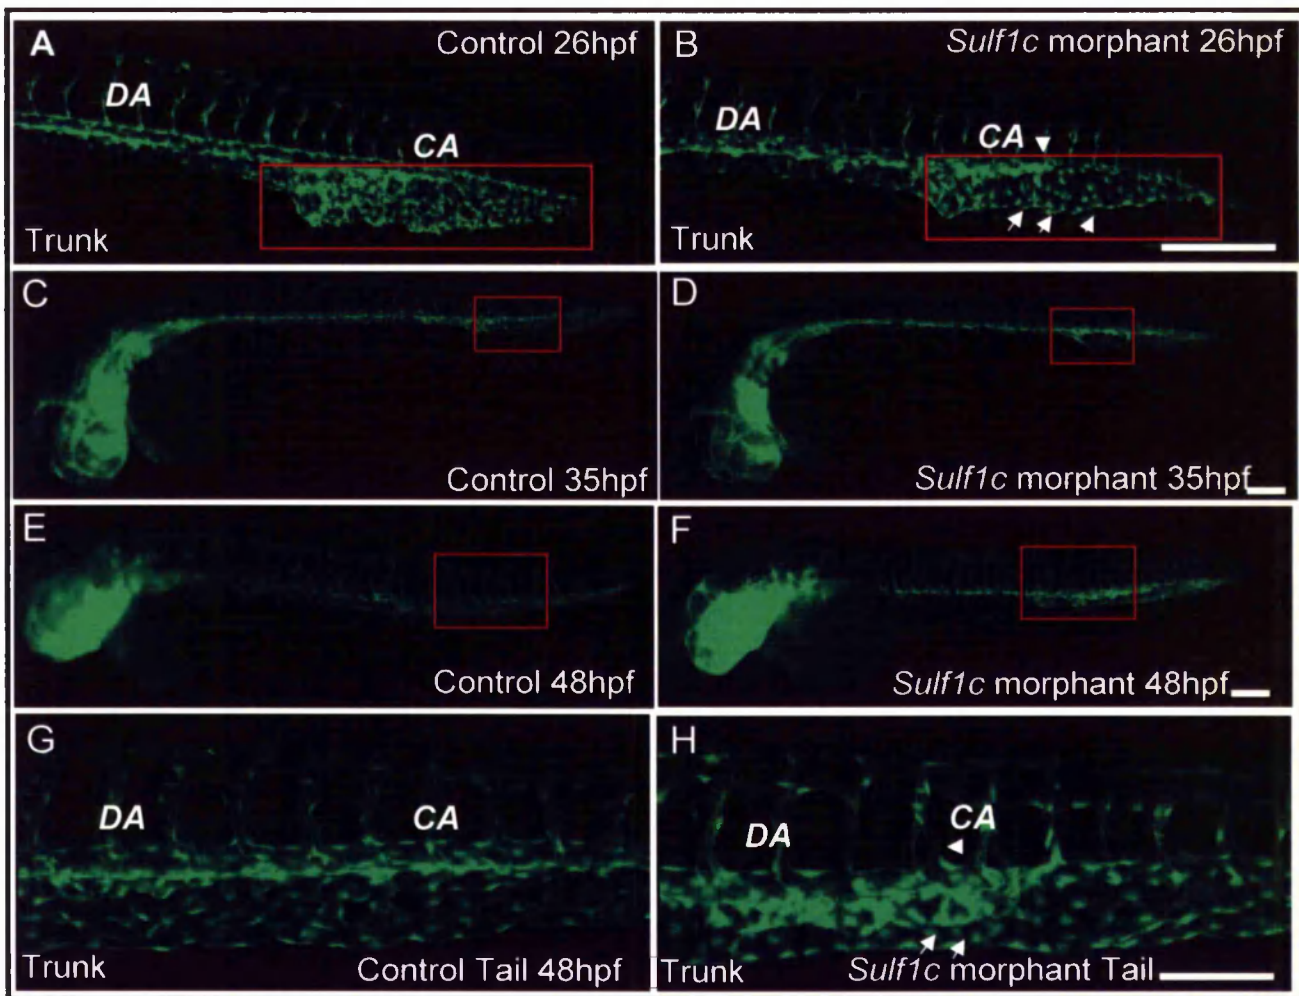 A
Control 26hpf
DA
CA
Trunk
B
Sulf1c morphant 26hpf
DA
CA
Trunk
C
Control 35hpf
D
Sulf1c morphant 35hpf
E
Control 48hpf
F
Sulf1c morphant 48hpf
G
DA
CA
Trunk
Control Tail 48hpf
H
DA
CA
Trunk
Sulf1c morphant Tail